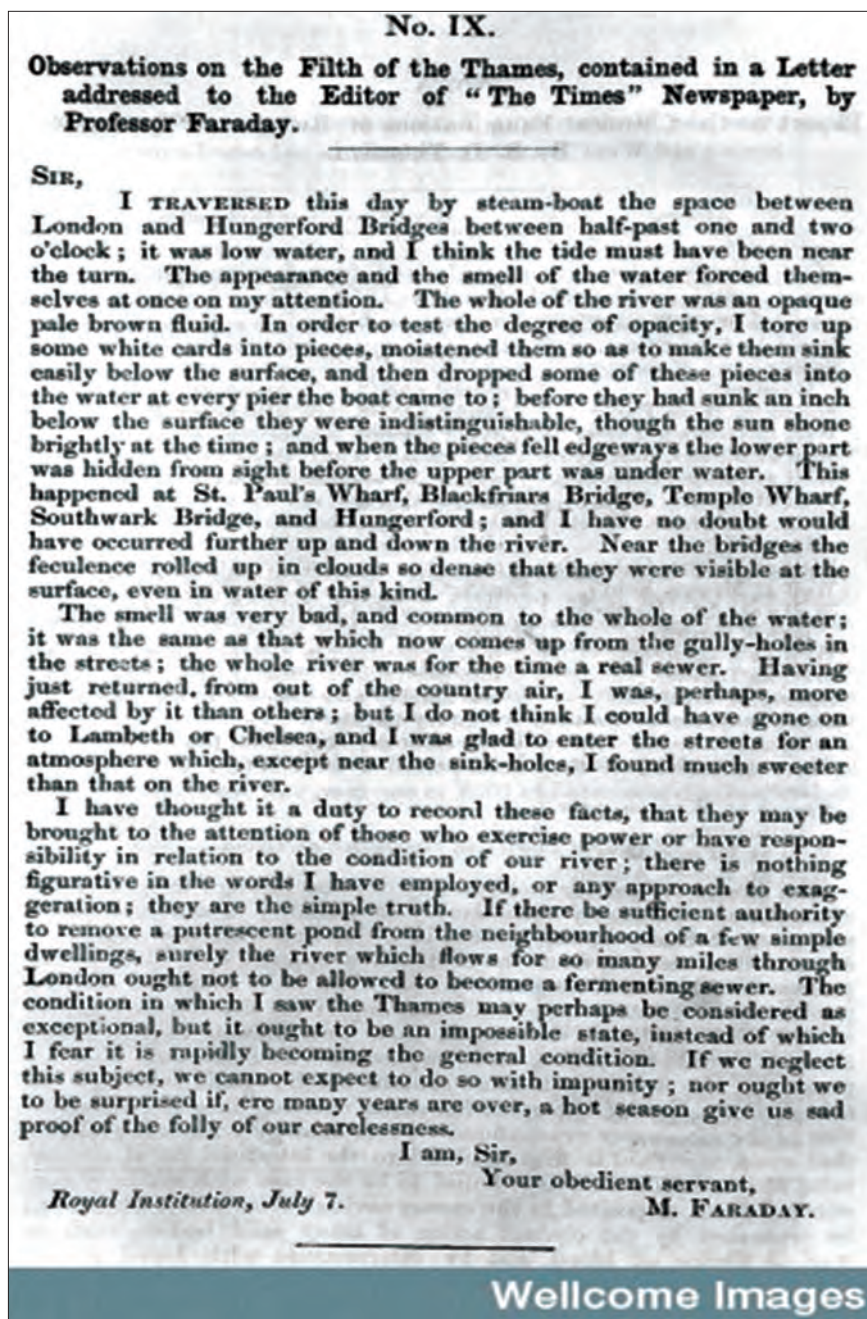 No. IX.
Observations on the Filth of the Thames, contained in a Letter
addressed to the Editor of “The Times” Newspaper, by
Professor Faraday.
SIR,
I TRAVERSED this day by steam-boat the space between
London and Hungerford Bridges between half-past one and two
o'clock; it was low water, and I think the tide must have been near
the turn. The appearance and the smell of the water forced them-
selves at once on my attention. The whole of the river was an opaque
pale brown fluid. In order to test the degree of opacity, I tore up
some white cards into pieces, moistened them so as to make them sink
easily below the surface, and then dropped some of these pieces into
the water at every pier the boat came to; before they had sunk an inch
below the surface they were indistinguishable, though the sun shone
brightly at the time; and when the pieces fell edgeways the lower part
was hidden from sight before the upper part was under water. This
happened at St. Paul's Wharf, Blackfriars Bridge, Temple Wharf,
Southwark Bridge, and Hungerford; and I have no doubt would
have occurred further up and down the river. Near the bridges the
feculence rolled up in clouds so dense that they were visible at the
surface, even in water of this kind.
The smell was very bad, and common to the whole of the water;
it was the same as that which now comes up from the gully-holes in
the streets; the whole river was for the time a real sewer. Having
just returned, from out of the country air, I was, perhaps, more
affected by it than others; but I do not think I could have gone on
to Lambeth or Chelsea, and I was glad to enter the streets for an
atmosphere which, except near the sink-holes, I found much sweeter
than that on the river.
I have thought it a duty to record these facts, that they may be
brought to the attention of those who exercise power or have respon-
sibility in relation to the condition of our river; there is nothing
figurative in the words I have employed, or any approach to exag-
geration; they are the simple truth. If there be sufficient authority
to remove a putrescent pond from the neighbourhood of a few simple
dwellings, surely the river which flows for so many miles through
London ought not to be allowed to become a fermenting sewer. The
condition in which I saw the Thames may perhaps be considered as
exceptional, but it ought to be an impossible state, instead of which
I fear it is rapidly becoming the general condition. If we neglect
this subject, we cannot expect to do so with impunity; nor ought we
to be surprised if, ere many years are over, a hot season give us sad
proof of the folly of our carelessness.
I am, Sir,
Your obedient servant,
Royal Institution, July 7. M. FARADAY.
Wellcome Images